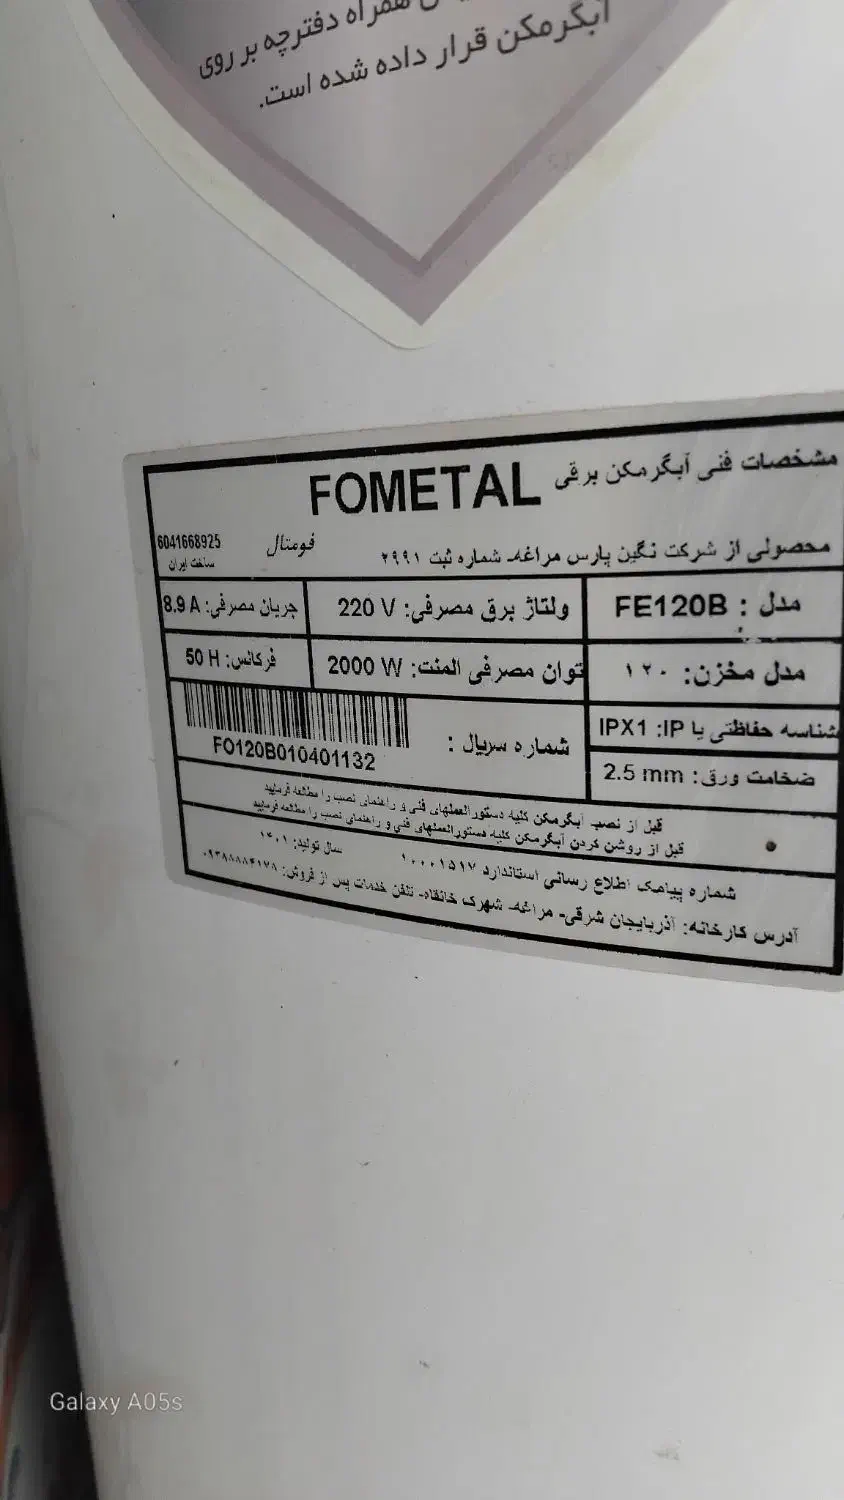 همراه دفترچه بر روی
آبگرمکن قرار داده شده است.
مشخصات فنی آبگرمکن برقی FOMETAL
محصولی از شرکت نگین پارس مراغه- شماره ثبت ۲۹۹۱
فومتال
6041668925
ساخت ایران
مدل : FE120B
ولتاژ برق مصرفی: 220 V
جریان مصرفی: 8.9 A
مدل مخزن: ۱۲۰
توان مصرفی المنت: 2000 W
فرکانس: 50 H
شناسه حفاظتی یا IP: IPX1
ضخامت ورق: 2.5 mm
شماره سریال :
FO120B010401132
قبل از نصب آبگرمکن کلیه دستورالعملهای فنی و راهنمای نصب را مطالعه فرمایید
قبل از روشن کردن آبگرمکن کلیه دستورالعملهای فنی و راهنمای نصب را مطالعه فرمایید
شماره پیامک اطلاع رسانی استاندارد ۱۰۰۰۱۵۱۷
سال تولید: ۱۴۰۱
آدرس کارخانه: آذربایجان شرقی- مراغه- شهرک خانقاه- تلفن خدمات پس از فروش: ۰۹۳۸۸۸۸۴۱۷۸
Galaxy A05s